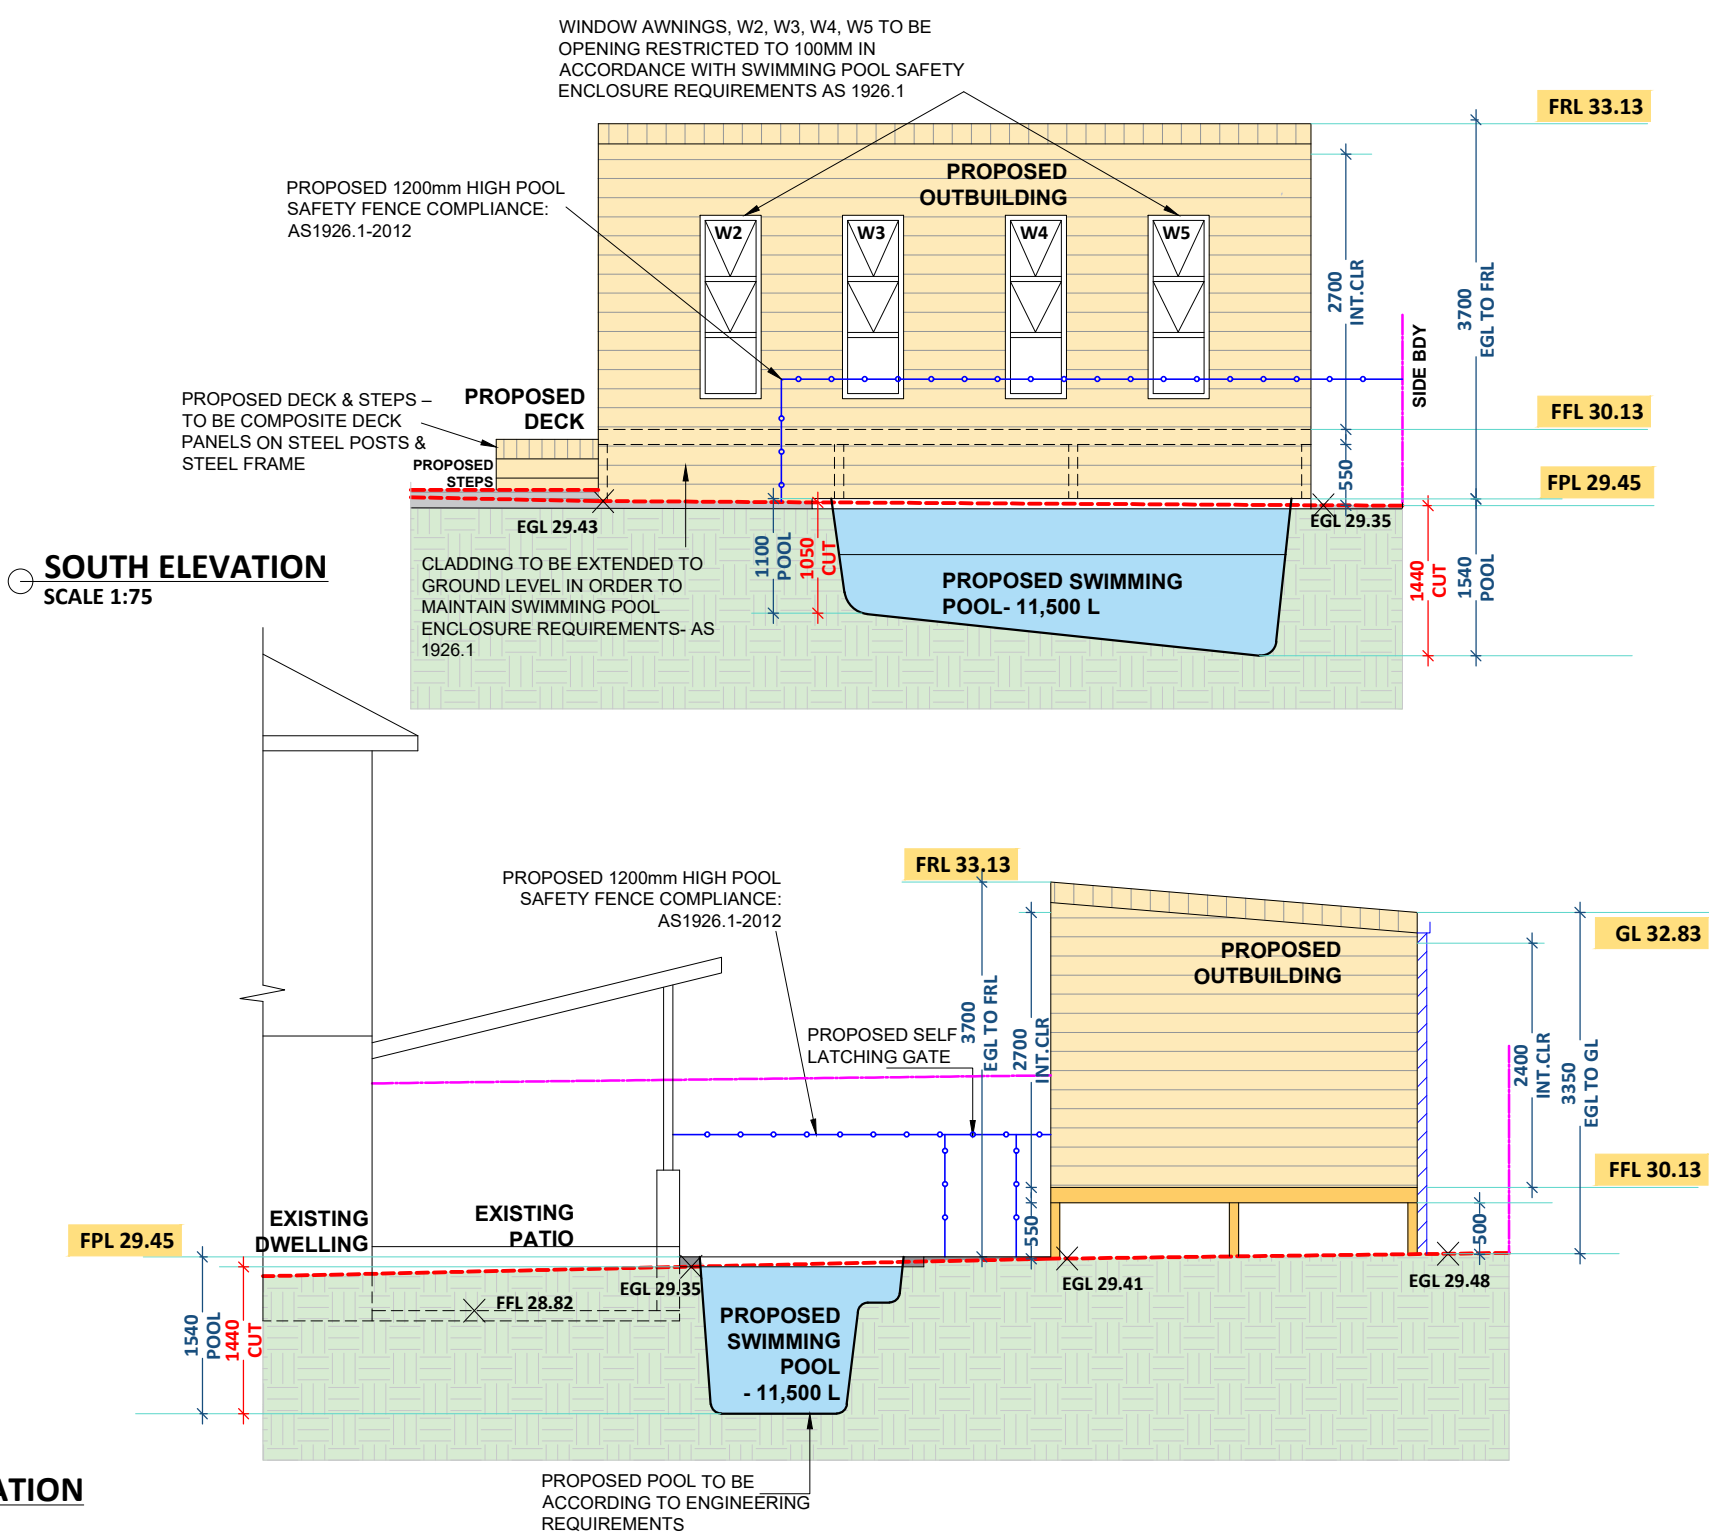 WINDOW AWNINGS, W2, W3, W4, W5 TO BE
OPENING RESTRICTED TO 100MM IN
ACCORDANCE WITH SWIMMING POOL SAFETY
ENCLOSURE REQUIREMENTS AS 1926.1
FRL 33.13
PROPOSED
OUTBUILDING
PROPOSED 1200mm HIGH POOL
SAFETY FENCE COMPLIANCE:
AS1926.1-2012
W2
W3
W4
W5
2700
INT.CLR
3700
EGL TO FRL
SIDE BDY
PROPOSED DECK & STEPS –
TO BE COMPOSITE DECK
PANELS ON STEEL POSTS &
STEEL FRAME
PROPOSED
DECK
FFL 30.13
PROPOSED
STEPS
550
FPL 29.45
EGL 29.43
EGL 29.35
CLADDING TO BE EXTENDED TO
GROUND LEVEL IN ORDER TO
MAINTAIN SWIMMING POOL
ENCLOSURE REQUIREMENTS- AS
1926.1
1100
POOL
1050
CUT
PROPOSED SWIMMING
POOL- 11,500 L
1440
CUT
1540
POOL
SOUTH ELEVATION
SCALE 1:75
FRL 33.13
PROPOSED 1200mm HIGH POOL
SAFETY FENCE COMPLIANCE:
AS1926.1-2012
GL 32.83
PROPOSED
OUTBUILDING
3700
EGL TO FRL
2700
INT.CLR
PROPOSED SELF
LATCHING GATE
2400
INT.CLR
3350
EGL TO GL
FFL 30.13
EXISTING
DWELLING
EXISTING
PATIO
FPL 29.45
550
500
EGL 29.35
EGL 29.41
EGL 29.48
FFL 28.82
1540
POOL
1440
CUT
PROPOSED
SWIMMING
POOL
- 11,500 L
PROPOSED POOL TO BE
ACCORDING TO ENGINEERING
REQUIREMENTS
ATION